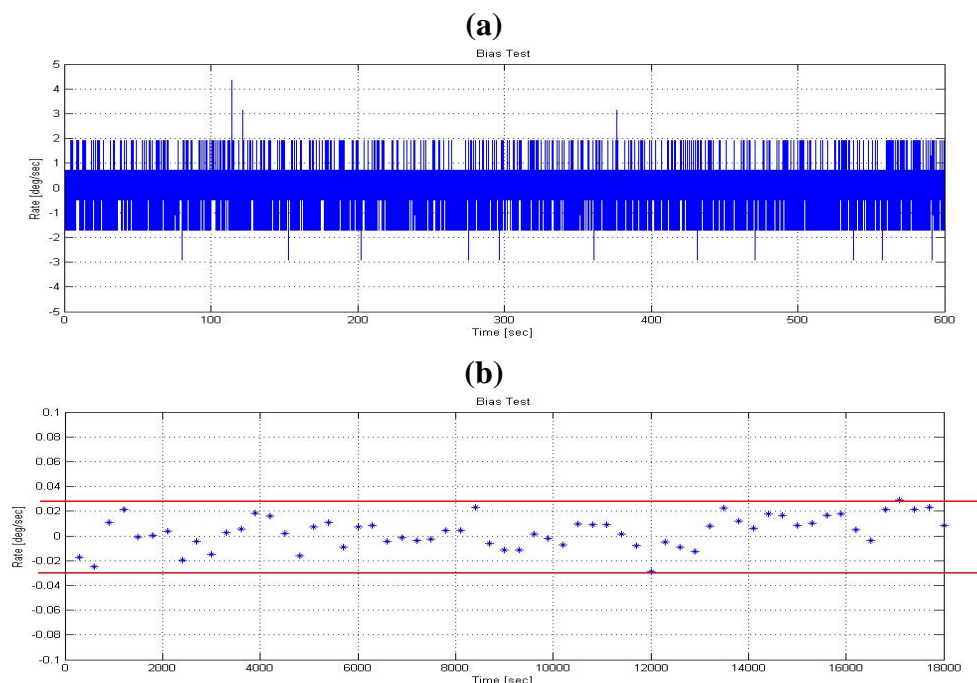 (a)
Bias Test
5
4
3
2
1
0
-1
-2
-3
-4
-5
Rate [deg/sec]
0 100 200 300 400 500 600
Time [sec]
(b)
Bias Test
0.1
0.08
0.06
0.04
0.02
0
-0.02
-0.04
-0.06
-0.08
-0.1
Rate [deg/sec]
0 2000 4000 6000 8000 10000 12000 14000 16000 18000
Time [sec]